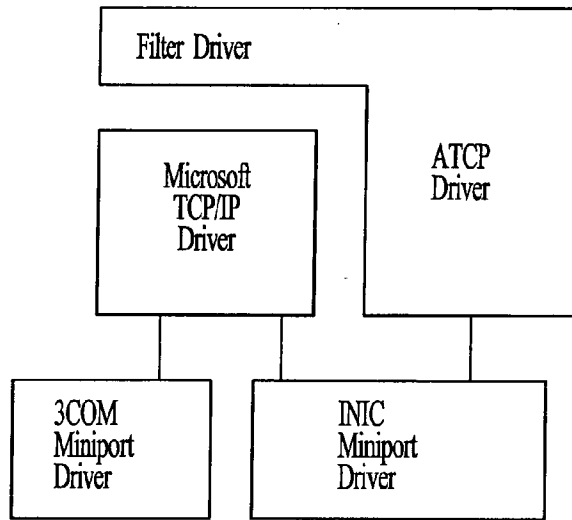 Filter Driver
ATCP
Driver
Microsoft
TCP/IP
Driver
3COM
Miniport
Driver
INIC
Miniport
Driver